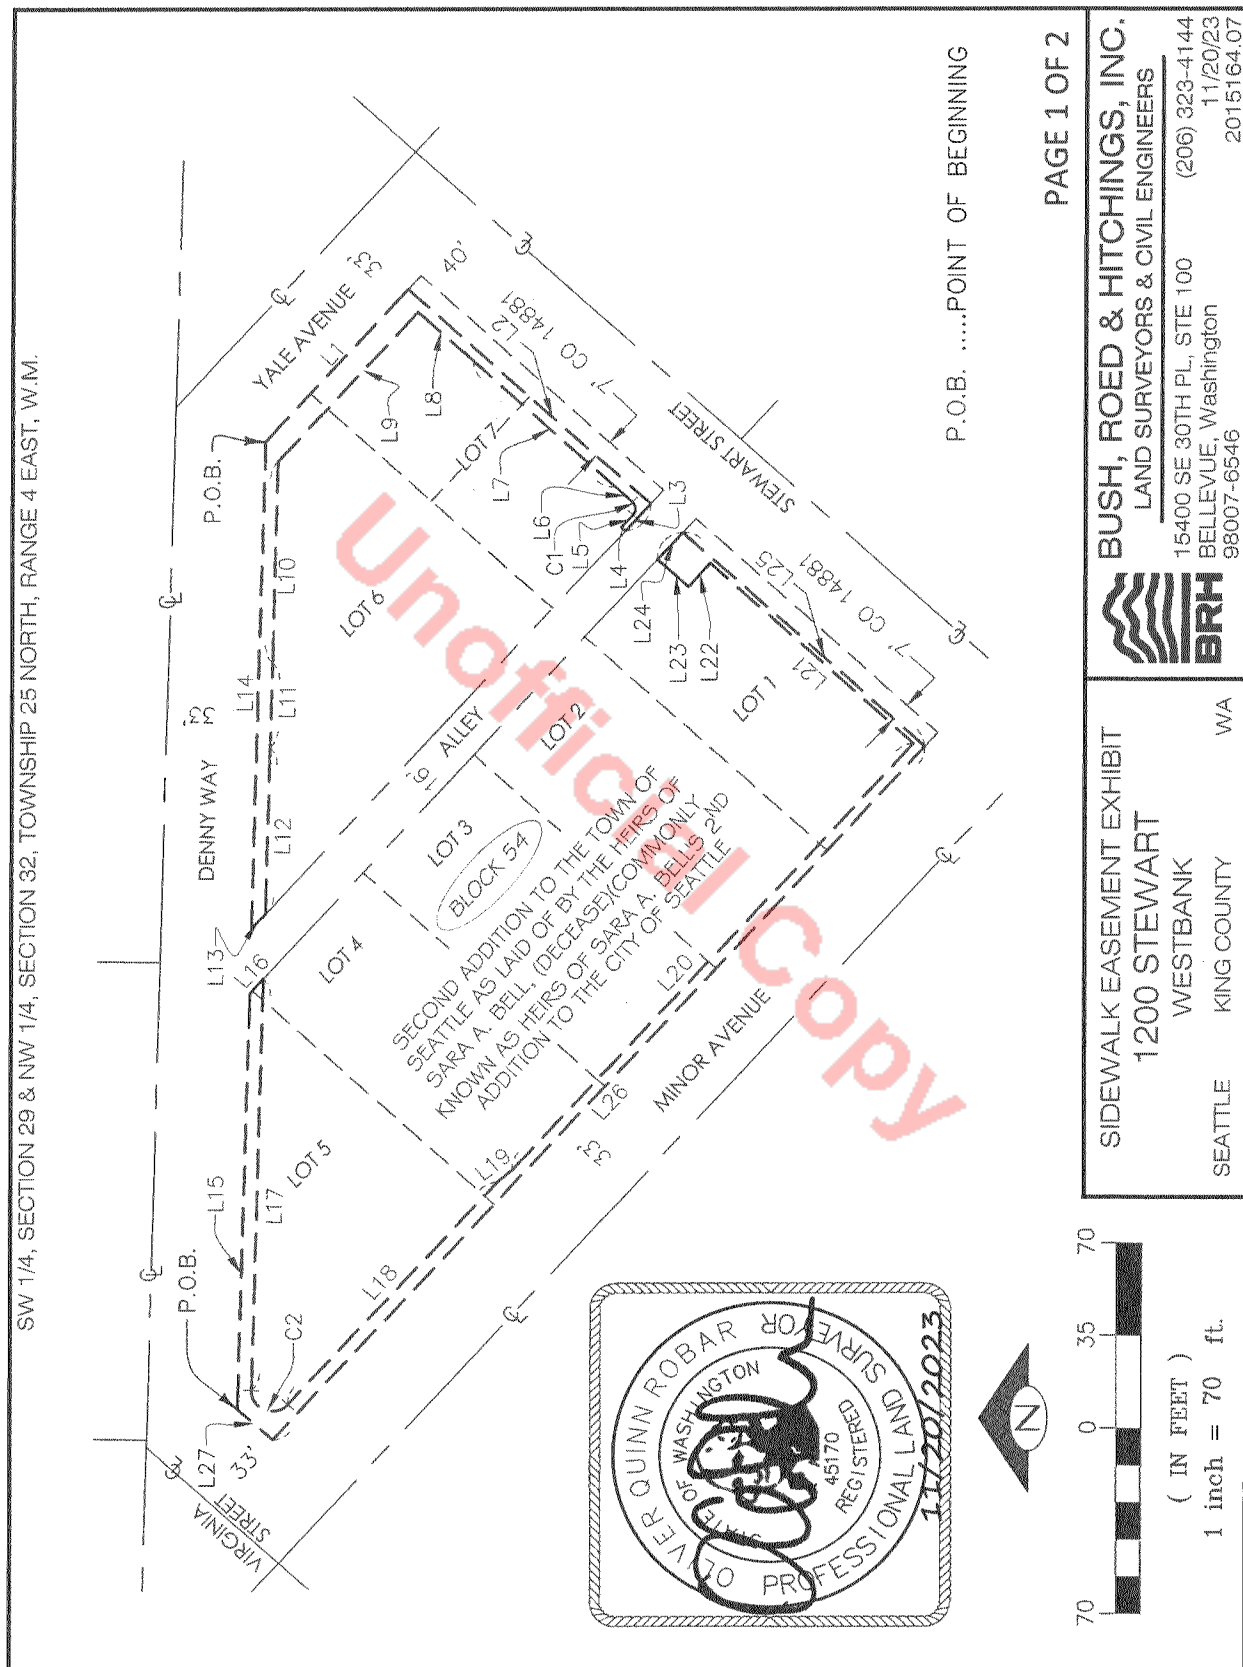 SW 1/4, SECTION 29 & NW 1/4, SECTION 32, TOWNSHIP 25 NORTH, RANGE 4 EAST, W.M.
VIRGINIA
STREET
33'
L27
P.O.B.
L15
L17
C2
DENNY WAY
33'
L13
L16
L14
L12
L11
L10
P.O.B.
YALE AVENUE
33'
L1
40'
L9
L8
L2
7' CO 14881
LOT 7
L7
L6
C1
L5
L4
L3
LOT 6
16' ALLEY
LOT 5
LOT 4
LOT 3
LOT 2
LOT 1
BLOCK 54
SECOND ADDITION TO THE TOWN OF
SEATTLE AS LAID OF BY THE HEIRS OF
SARA A. BELL, (DECEASE)(COMMONLY
KNOWN AS HEIRS OF SARA A. BELL'S 2ND
ADDITION TO THE CITY OF SEATTLE
L24
L23
L22
L21
L25
7' CO 14881
STEWART STREET
L18
L19
L20
L26
33'
MINOR AVENUE
Unofficial Copy
P.O.B. .....POINT OF BEGINNING
PAGE 1 OF 2
OLIVER QUINN ROBAR
STATE OF WASHINGTON
45170
REGISTERED
PROFESSIONAL LAND SURVEYOR
11/20/2023
N
70 0 35 70
( IN FEET )
1 inch = 70 ft.
SIDEWALK EASEMENT EXHIBIT
1200 STEWART
WESTBANK
SEATTLE KING COUNTY WA
BRH
BUSH, ROED & HITCHINGS, INC.
LAND SURVEYORS & CIVIL ENGINEERS
15400 SE 30TH PL, STE 100 (206) 323-4144
BELLEVUE, Washington 11/20/23
98007-6546 2015164.07